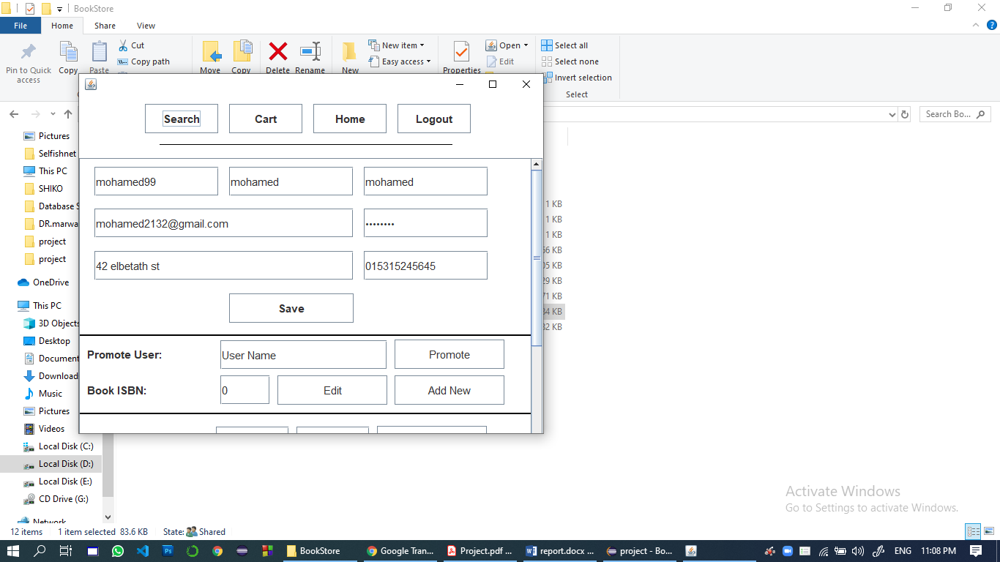 BookStore
File Home Share View
Pin to Quick access
Copy
Paste
Cut
Copy path
Move
Copy
Delete
Rename
New
New item
Easy access
Properties
Open
Edit
Select all
Select none
Invert selection
Select
Search Bo...
Search Cart Home Logout
mohamed99 mohamed mohamed
mohamed2132@gmail.com ••••••••
42 elbetath st 015315245645
Save
Promote User: User Name Promote
Book ISBN: 0 Edit Add New
Pictures
Selfishnet
This PC
SHIKO
Database S
DR.marwa
project
project
OneDrive
This PC
3D Objects
Desktop
Document
Download
Music
Pictures
Videos
Local Disk (C:)
Local Disk (D:)
Local Disk (E:)
CD Drive (G:)
Network
1 KB
1 KB
1 KB
66 KB
05 KB
29 KB
71 KB
84 KB
32 KB
Activate Windows
Go to Settings to activate Windows.
12 items 1 item selected 83.6 KB State: Shared
BookStore Google Tran... Project.pdf ... report.docx ... project - Bo... ENG 11:08 PM